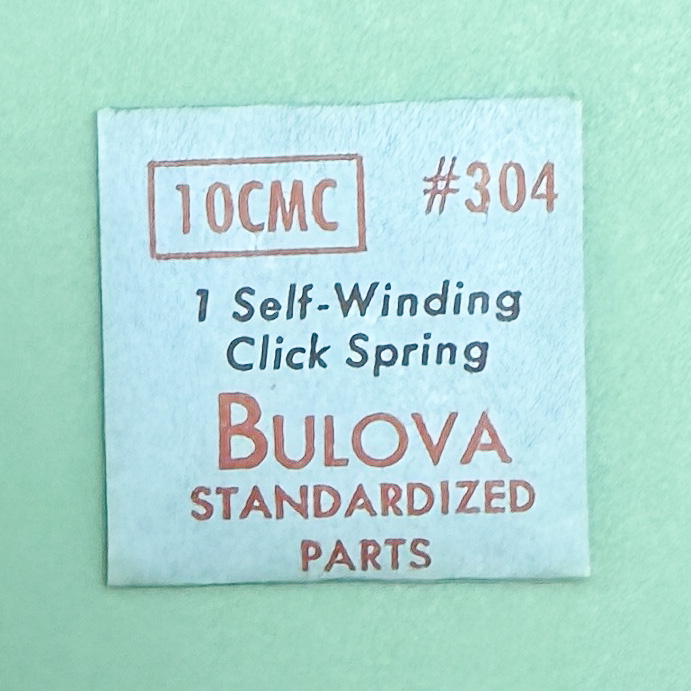 10CMC #304
1 Self-Winding
Click Spring
BULOVA
STANDARDIZED
PARTS